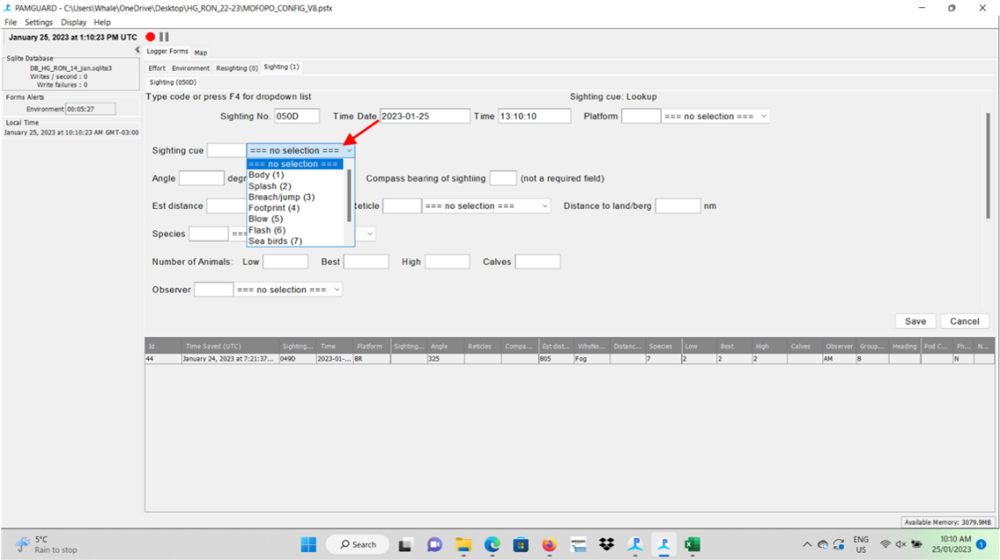 PAMGUARD - C:\Users\Whale\OneDrive\Desktop\HG_RON_22-23\MOFOPO_CONFIG_V8.psfx
File Settings Display Help
January 25, 2023 at 1:10:23 PM UTC
Sqlite Database
DB_HG_RON_14_Jan.sqlite3
Writes / second : 0
Write failures : 0
Forms Alerts
Environment 00:05:27
Local Time
January 25, 2023 at 10:10:23 AM GMT-03:00
Logger Forms Map
Effort Environment Resighting (0) Sighting (1)
Sighting (050D)
Type code or press F4 for dropdown list Sighting cue: Lookup
Sighting No. 050D Time Date 2023-01-25 Time 13:10:10 Platform === no selection ===
Sighting cue === no selection ===
=== no selection ===
Body (1)
Splash (2)
Breach/jump (3)
Footprint (4)
Blow (5)
Flash (6)
Sea birds (7)
Angle degr Compass bearing of sightiing (not a required field)
Est distance eticle === no selection === Distance to land/berg nm
Species ===
Number of Animals: Low Best High Calves
Observer === no selection ===
Save Cancel
Id Time Saved (UTC) Sighting... Time Platform Sighting... Angle Reticles Compa... Est dist... WhyNo... Distanc... Species Low Best High Calves Observer Group... Heading Pod C... Ph... N...
44 January 24, 2023 at 7:21:37... 049D 2023-01-... BR 325 805 Fog 7 2 2 2 AM 8 N
Available Memory: 3079.9MB
5°C
Rain to stop
Search
ENG
US
10:10 AM
25/01/2023
1